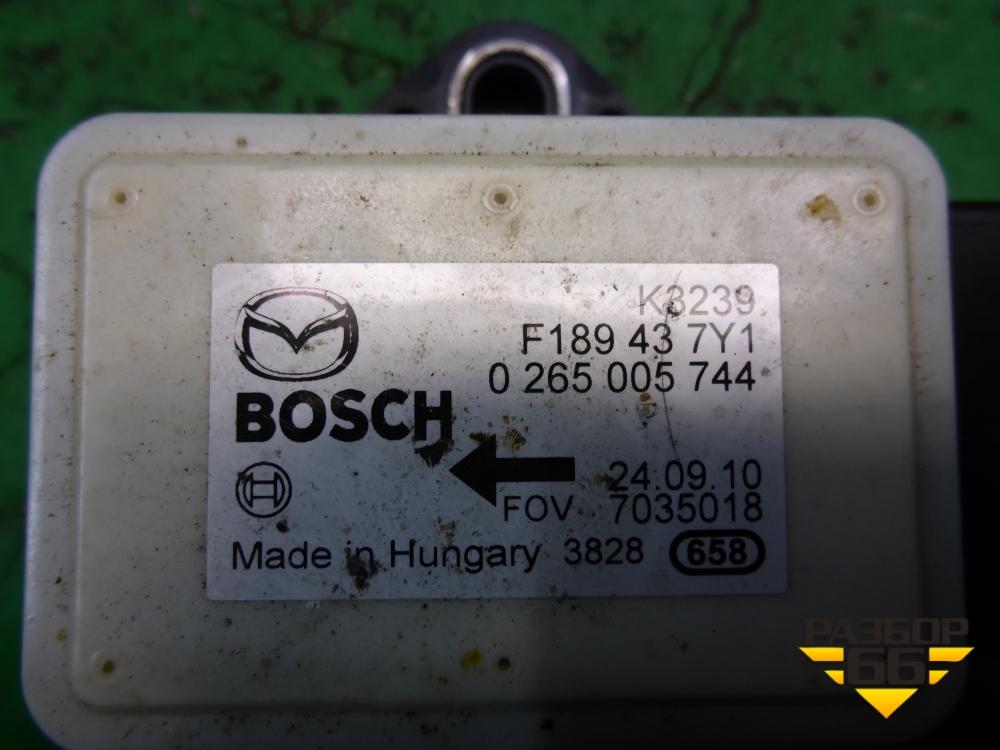 K3239
F189 43 7Y1
0 265 005 744
BOSCH
24.09.10
FOV 7035018
Made in Hungary 3828 658
РАЗБОР
66